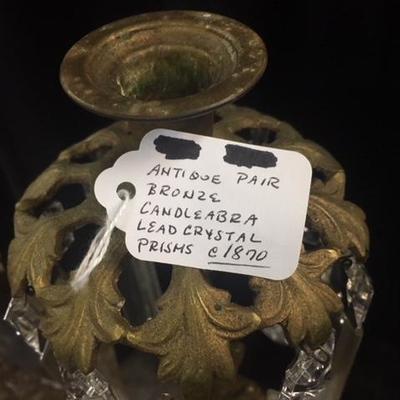 ANTIQUE PAIR
BRONZE
CANDLEABRA
LEAD CRYSTAL
PRISMS c1870